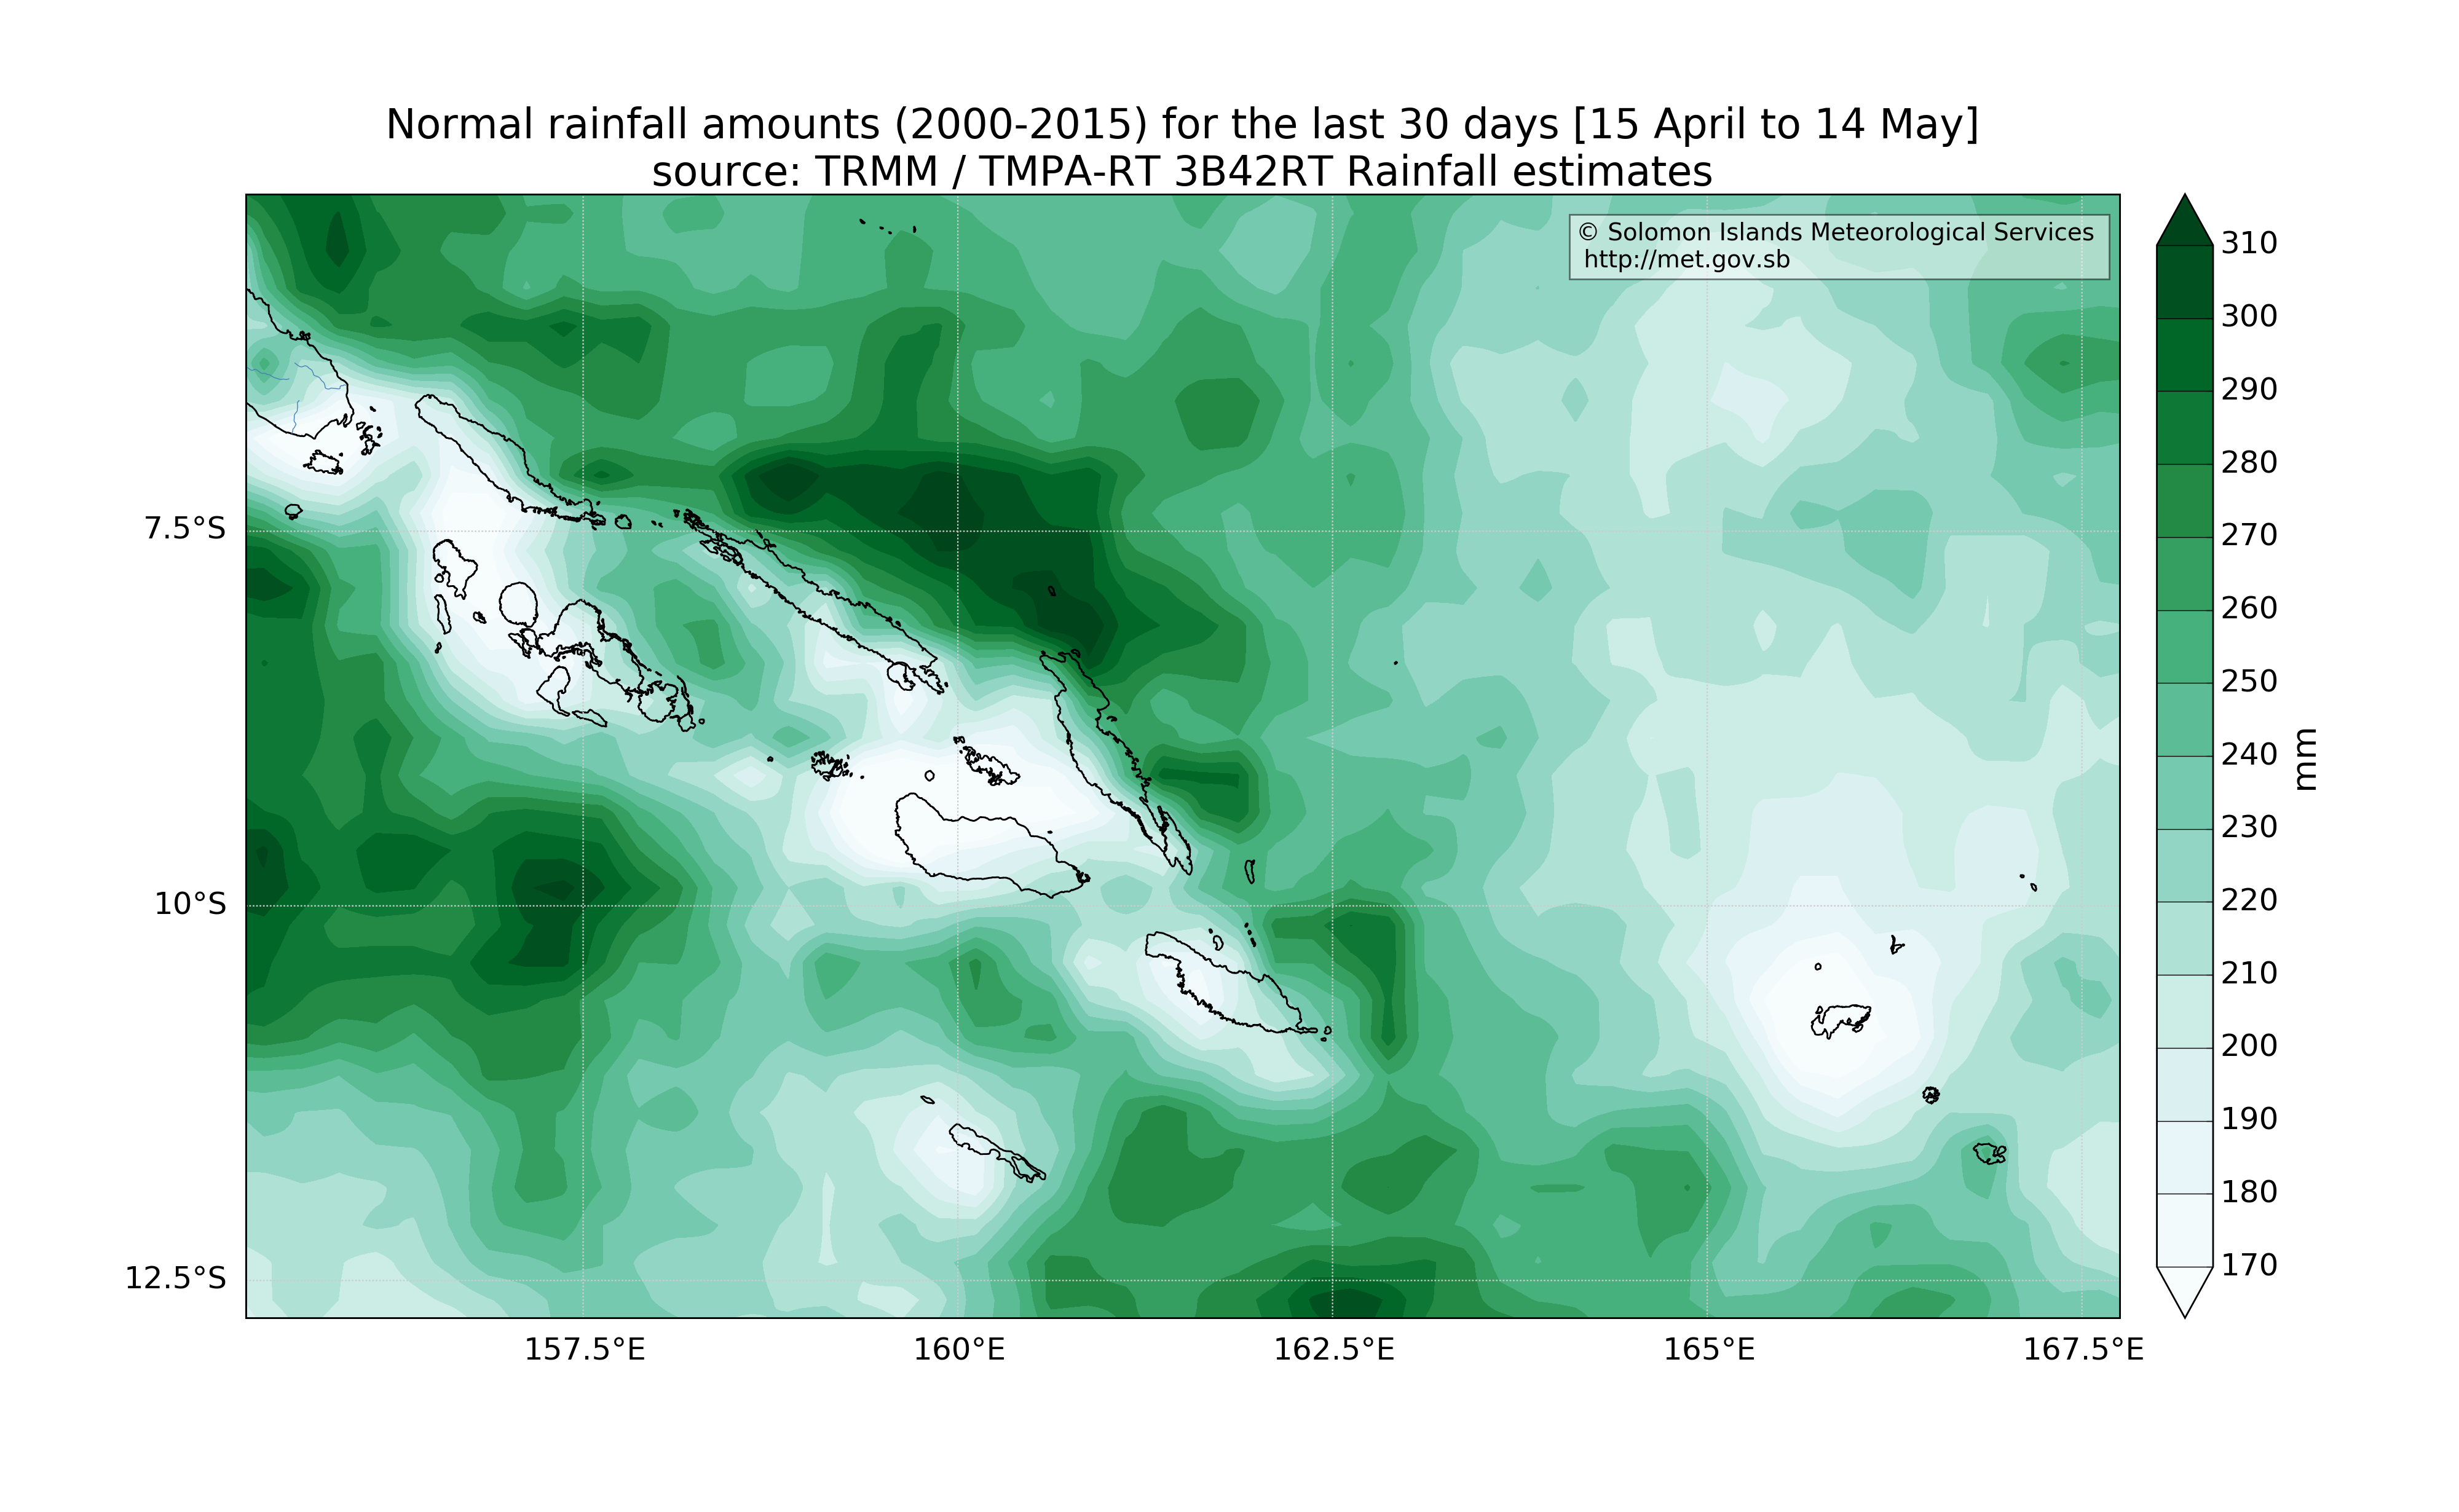 Normal rainfall amounts (2000-2015) for the last 30 days [15 April to 14 May]
source: TRMM / TMPA-RT 3B42RT Rainfall estimates
© Solomon Islands Meteorological Services
http://met.gov.sb
310
300
290
280
270
260
250
240
230
220
210
200
190
180
170
mm
7.5°S
10°S
12.5°S
157.5°E
160°E
162.5°E
165°E
167.5°E